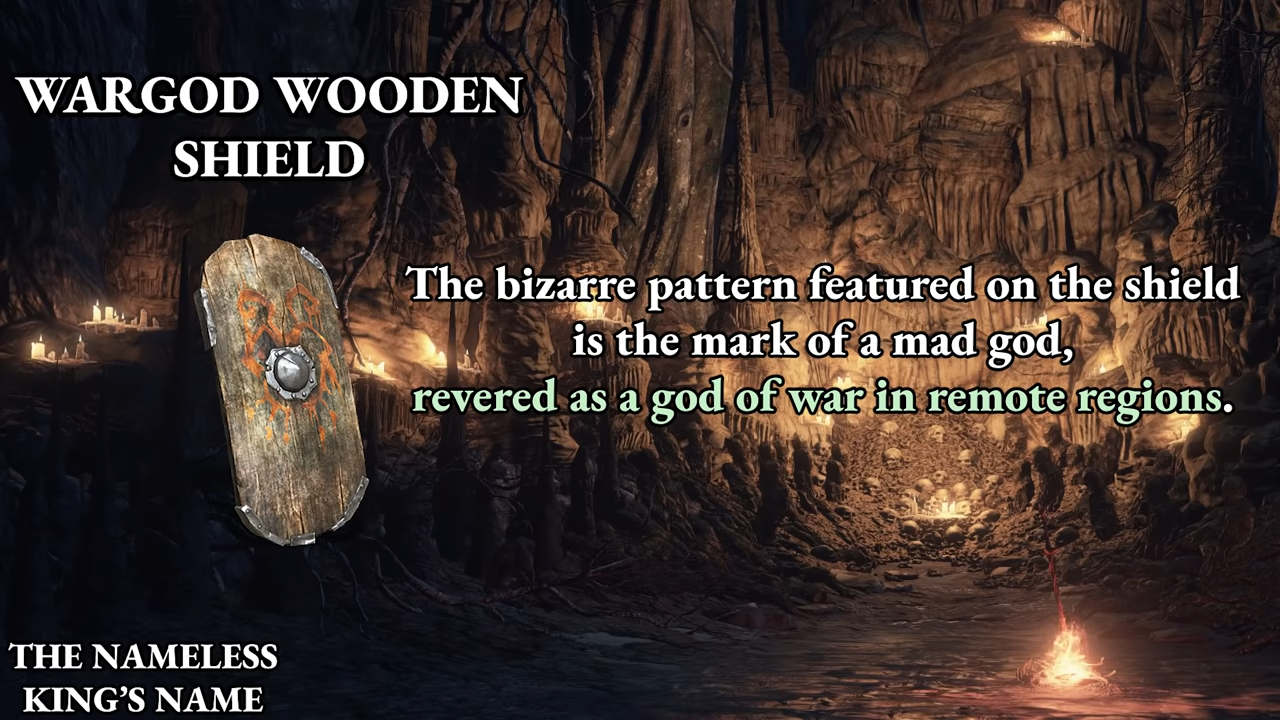 WARGOD WOODEN
SHIELD
The bizarre pattern featured on the shield
is the mark of a mad god,
revered as a god of war in remote regions.
THE NAMELESS
KING’S NAME